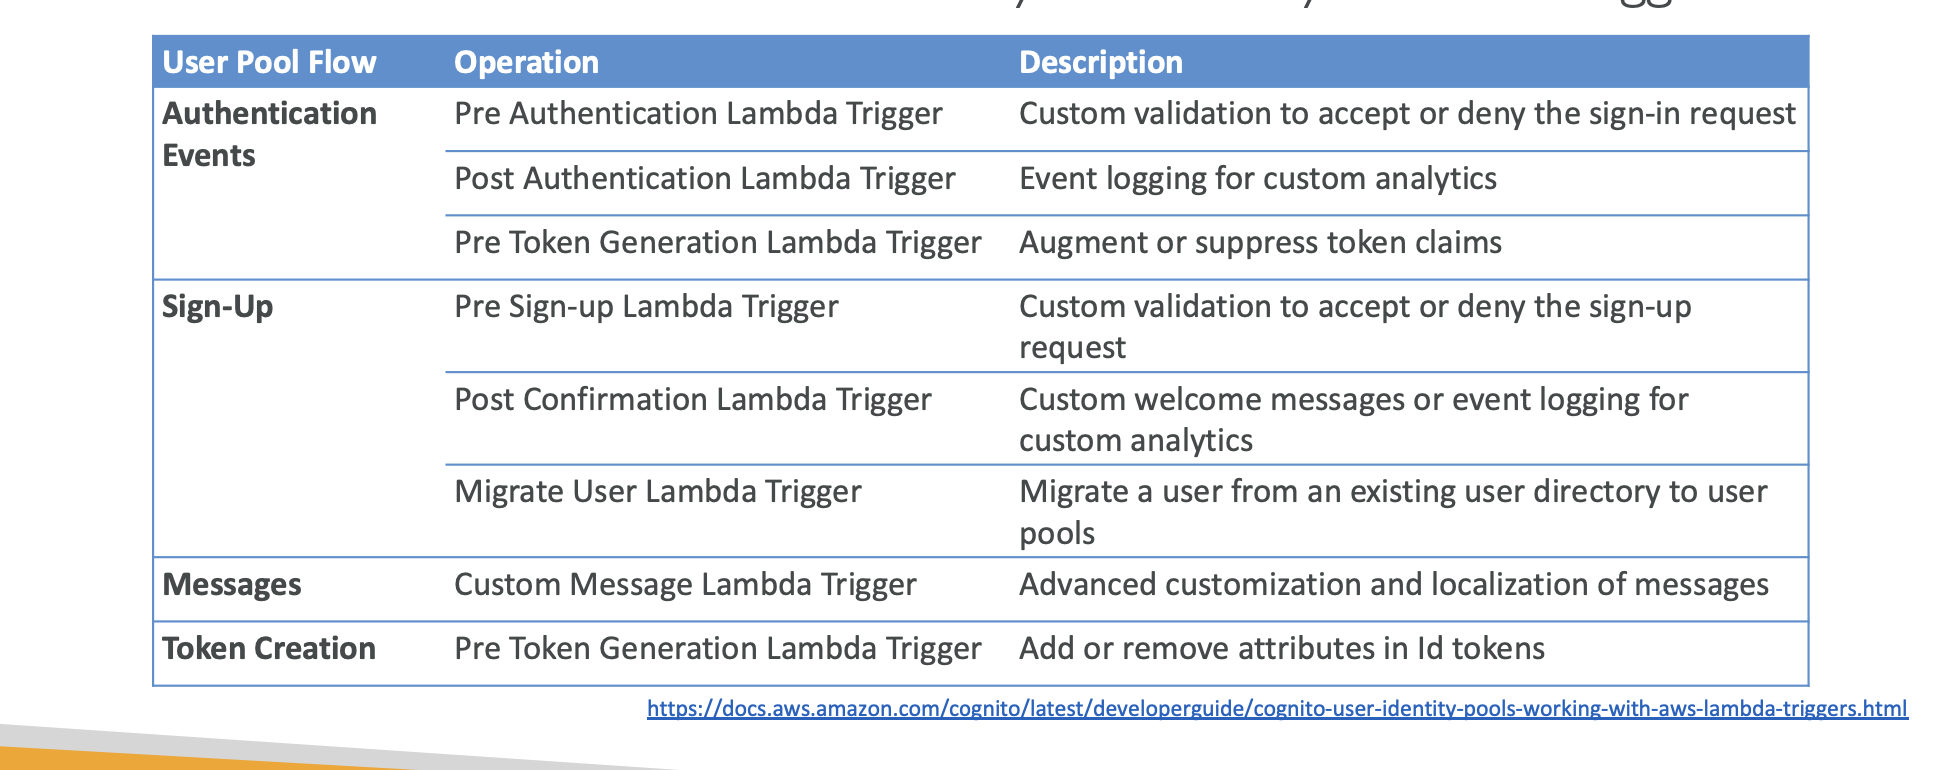 User Pool Flow Operation Description
Authentication Events Pre Authentication Lambda Trigger Custom validation to accept or deny the sign-in request
Post Authentication Lambda Trigger Event logging for custom analytics
Pre Token Generation Lambda Trigger Augment or suppress token claims
Sign-Up Pre Sign-up Lambda Trigger Custom validation to accept or deny the sign-up
request
Post Confirmation Lambda Trigger Custom welcome messages or event logging for
custom analytics
Migrate User Lambda Trigger Migrate a user from an existing user directory to user
pools
Messages Custom Message Lambda Trigger Advanced customization and localization of messages
Token Creation Pre Token Generation Lambda Trigger Add or remove attributes in Id tokens
https://docs.aws.amazon.com/cognito/latest/developerguide/cognito-user-identity-pools-working-with-aws-lambda-triggers.html